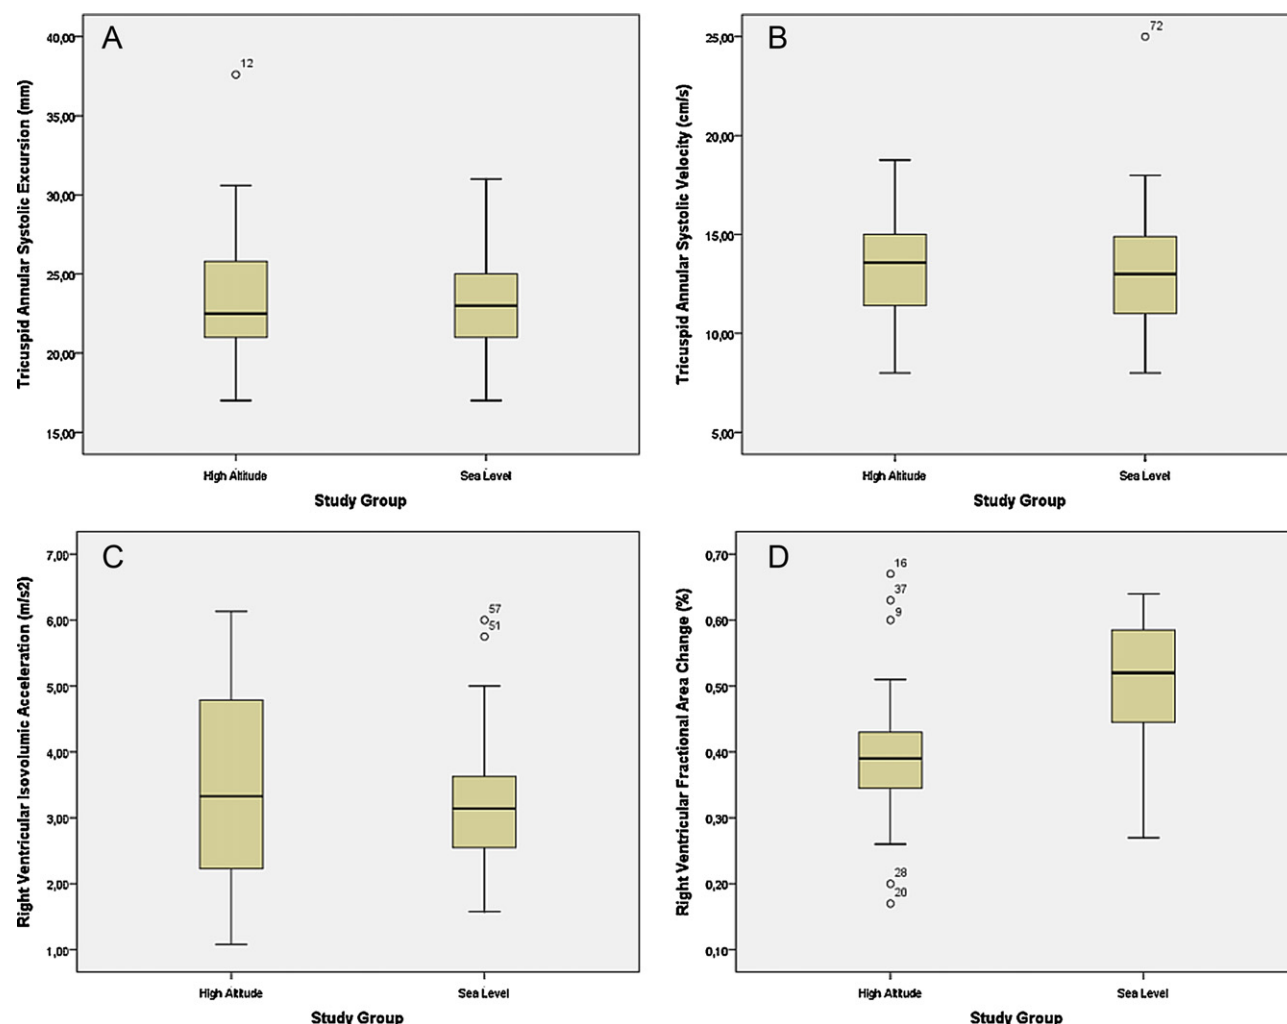 A
40,00
35,00
30,00
25,00
20,00
15,00
12
Tricuspid Annular Systolic Excursion (mm)
High Altitude
Sea Level
Study Group
B
25,00
20,00
15,00
10,00
5,00
72
Tricuspid Annular Systolic Velocity (cm/s)
High Altitude
Sea Level
Study Group
C
7,00
6,00
5,00
4,00
3,00
2,00
1,00
57
51
Right Ventricular Isovolumic Acceleration (m/s2)
High Altitude
Sea Level
Study Group
D
0,70
0,60
0,50
0,40
0,30
0,20
0,10
16
37
9
28
20
Right Ventricular Fractional Area Change (%)
High Altitude
Sea Level
Study Group